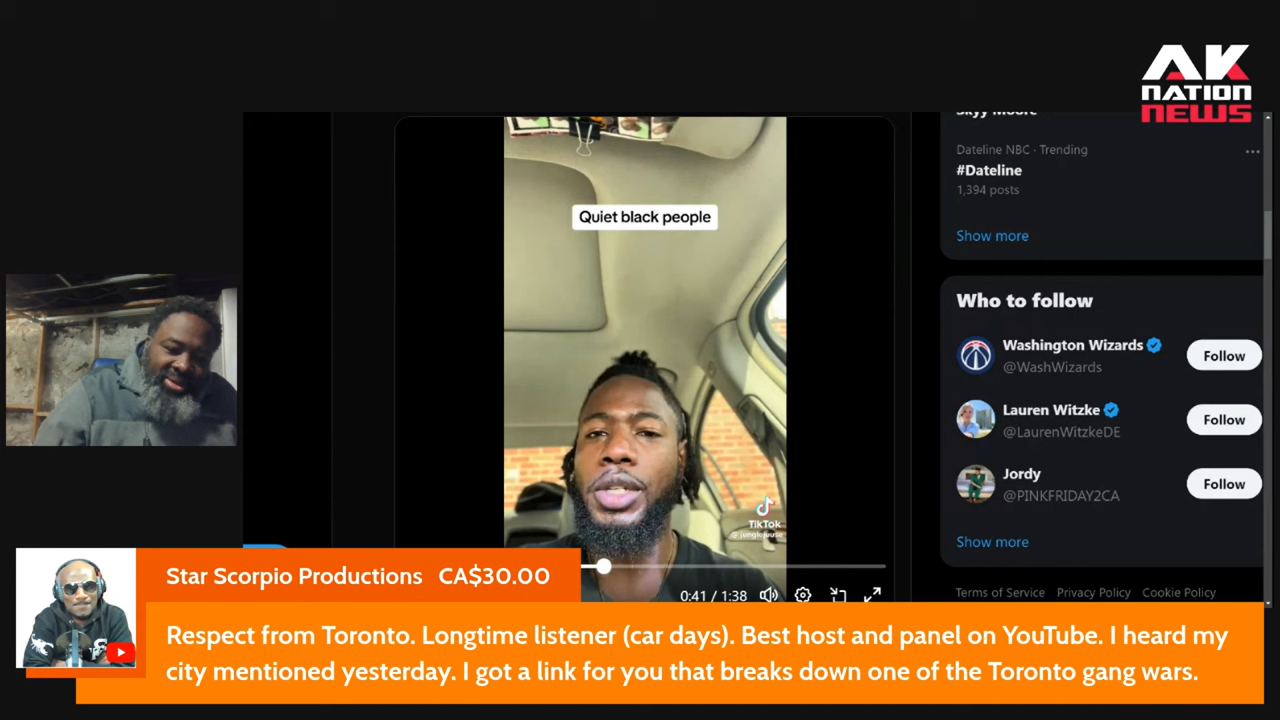 AK
NATION
NEWS
Skyy Moore
Dateline NBC · Trending
#Dateline
1,394 posts
Show more
Quiet black people
Who to follow
Washington Wizards
@WashWizards
Follow
Lauren Witzke
@LaurenWitzkeDE
Follow
Jordy
@PINKFRIDAY2CA
Follow
Show more
TikTok
0:41 / 1:38
Terms of Service Privacy Policy Cookie Policy
Star Scorpio Productions CA$30.00
Respect from Toronto. Longtime listener (car days). Best host and panel on YouTube. I heard my
city mentioned yesterday. I got a link for you that breaks down one of the Toronto gang wars.